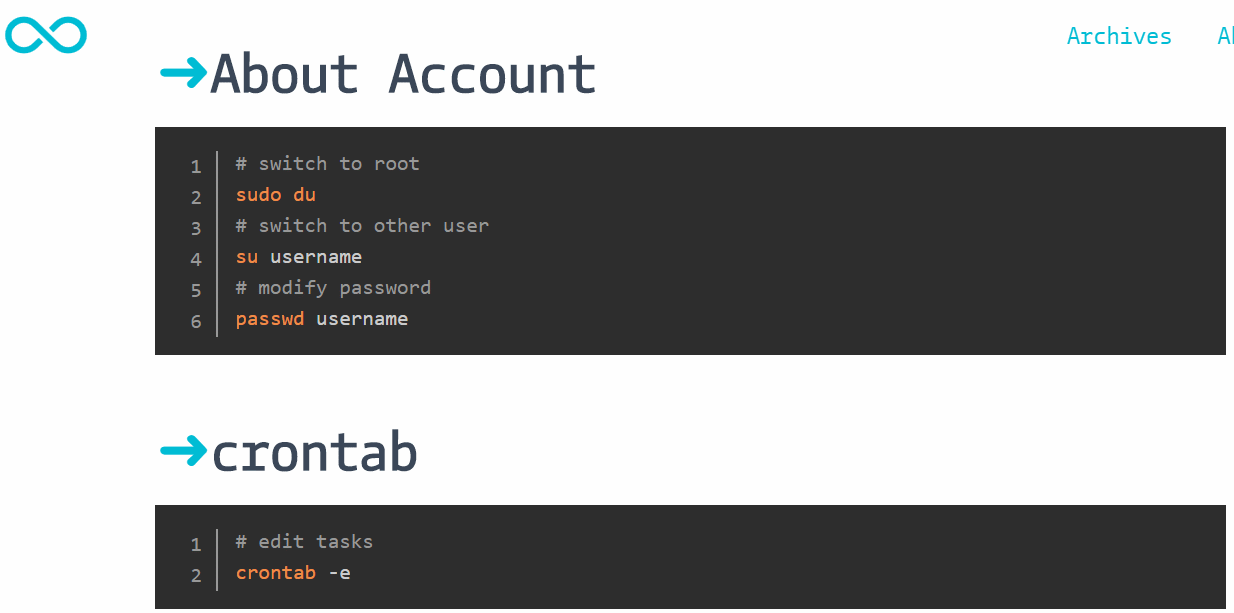 Archives
➜About Account
1 # switch to root
2 sudo du
3 # switch to other user
4 su username
5 # modify password
6 passwd username
➜crontab
1 # edit tasks
2 crontab -e